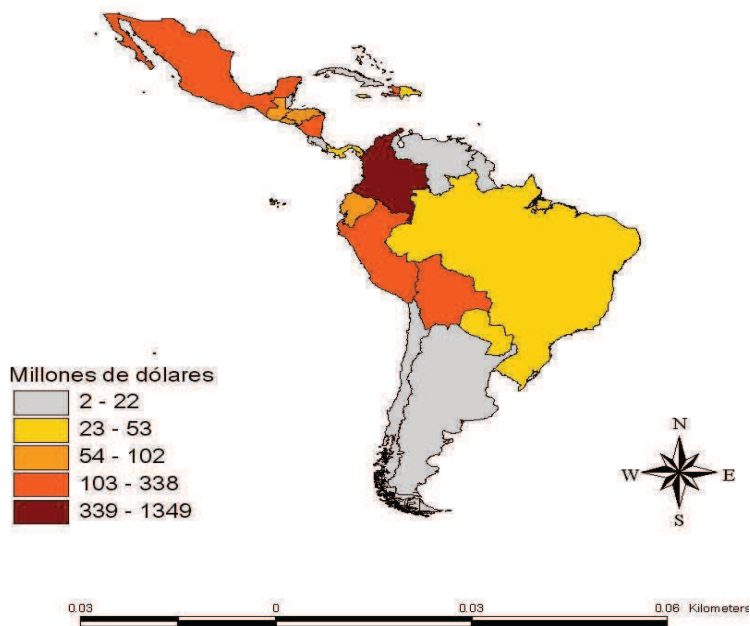 Millones de dólares
2 - 22
23 - 53
54 - 102
103 - 338
339 - 1349
N
W E
S
0.03 0 0.03 0.06 Kilometers